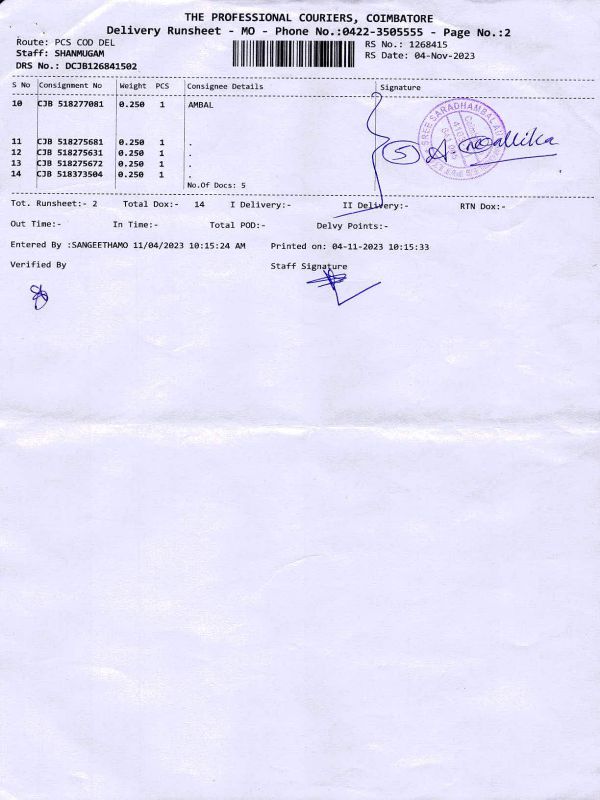 THE PROFESSIONAL COURIERS, COIMBATORE
Delivery Runsheet - MO - Phone No.:0422-3505555 - Page No.:2
Route: PCS COD DEL RS No.: 1268415
Staff: SHANMUGAM RS Date: 04-Nov-2023
DRS No.: DCJB126841502
S No Consignment No Weight PCS Consignee Details Signature
10 CJB 518277081 0.250 1 AMBAL
11 CJB 518275681 0.250 1 .
12 CJB 518275631 0.250 1 .
13 CJB 518275672 0.250 1 .
14 CJB 518373504 0.250 1 .
5
No.Of Docs: 5
Tot. Runsheet:- 2 Total Dox:- 14 I Delivery:- II Delivery:- RTN Dox:-
Out Time:- In Time:- Total POD:- Delvy Points:-
Entered By :SANGEETHAMO 11/04/2023 10:15:24 AM Printed on: 04-11-2023 10:15:33
Verified By Staff Signature